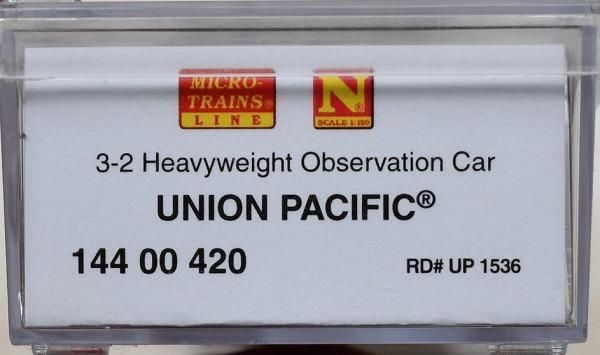 MICRO-
TRAINS®
LINE
N®
SCALE 1:160
3-2 Heavyweight Observation Car
UNION PACIFIC®
144 00 420
RD# UP 1536